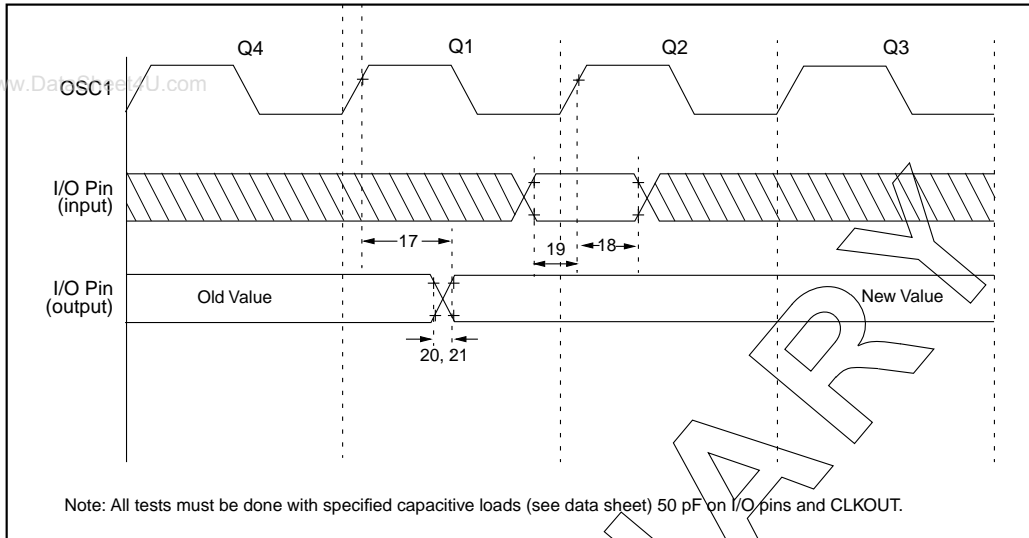 Q4 Q1 Q2 Q3
www.DataSheet4U.com
OSC1
I/O Pin
(input)
17
19
18
I/O Pin
(output)
Old Value
New Value
20, 21
Note: All tests must be done with specified capacitive loads (see data sheet) 50 pF on I/O pins and CLKOUT.
ARY